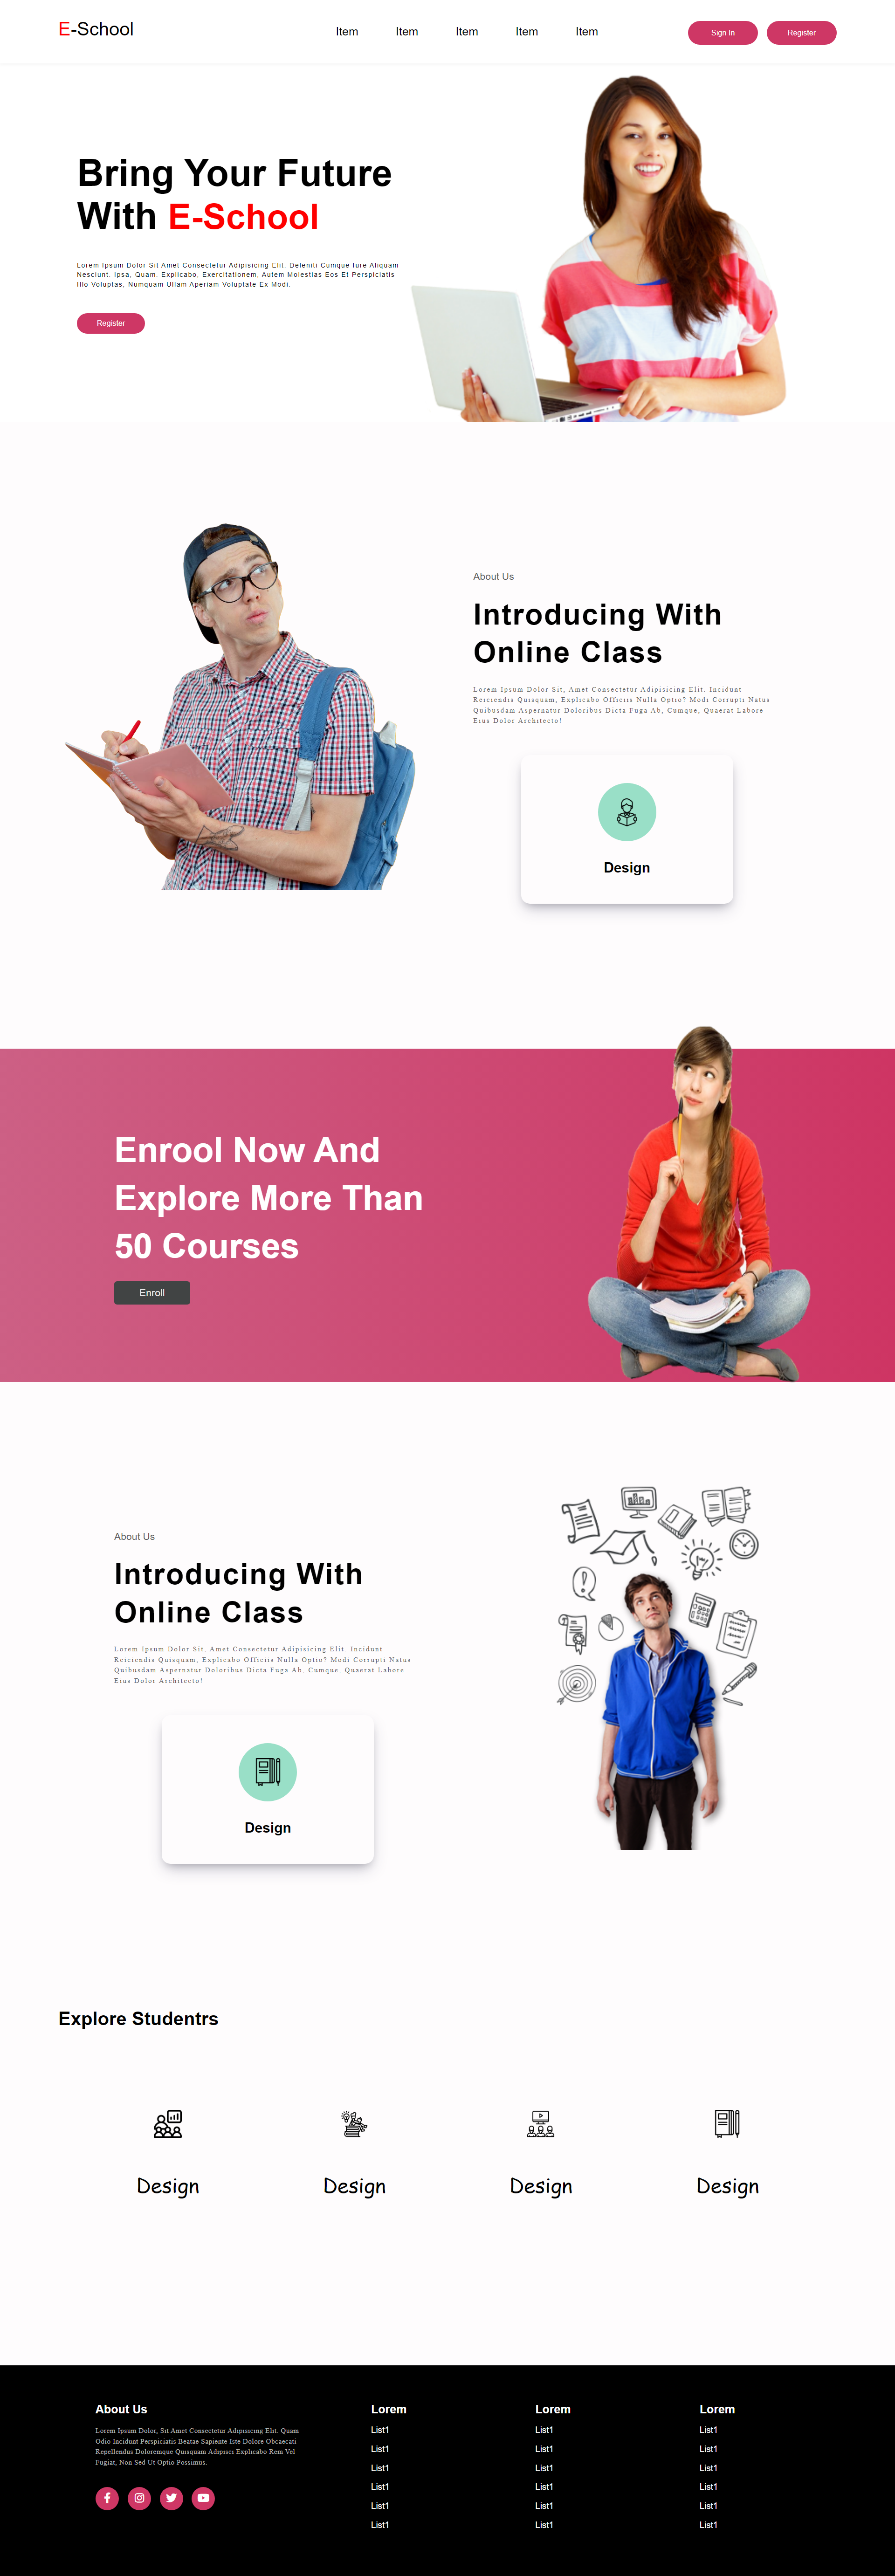 E-School
Item Item Item Item Item
Sign In Register
Bring Your Future
With E-School
Lorem Ipsum Dolor Sit Amet Consectetur Adipisicing Elit. Deleniti Cumque Iure Aliquam
Nesciunt. Ipsa, Quam. Explicabo, Exercitationem, Autem Molestias Eos Et Perspiciatis
Illo Voluptas, Numquam Ullam Aperiam Voluptate Ex Modi.
Register
About Us
Introducing With
Online Class
Lorem Ipsum Dolor Sit, Amet Consectetur Adipisicing Elit. Incidunt
Reiciendis Quisquam, Explicabo Officiis Nulla Optio? Modi Corrupti Natus
Quibusdam Aspernatur Doloribus Dicta Fuga Ab, Cumque, Quaerat Labore
Eius Dolor Architecto!
Design
Enrool Now And
Explore More Than
50 Courses
Enroll
About Us
Introducing With
Online Class
Lorem Ipsum Dolor Sit, Amet Consectetur Adipisicing Elit. Incidunt
Reiciendis Quisquam, Explicabo Officiis Nulla Optio? Modi Corrupti Natus
Quibusdam Aspernatur Doloribus Dicta Fuga Ab, Cumque, Quaerat Labore
Eius Dolor Architecto!
Design
Explore Studentrs
Design Design Design Design
About Us
Lorem Ipsum Dolor, Sit Amet Consectetur Adipisicing Elit. Quam
Odio Incidunt Perspiciatis Beatae Sapiente Iste Dolore Obcaecati
Repellendus Doloremque Quisquam Adipisci Explicabo Rem Vel
Fugiat, Non Sed Ut Optio Possimus.
Lorem
List1
List1
List1
List1
List1
List1
Lorem
List1
List1
List1
List1
List1
List1
Lorem
List1
List1
List1
List1
List1
List1